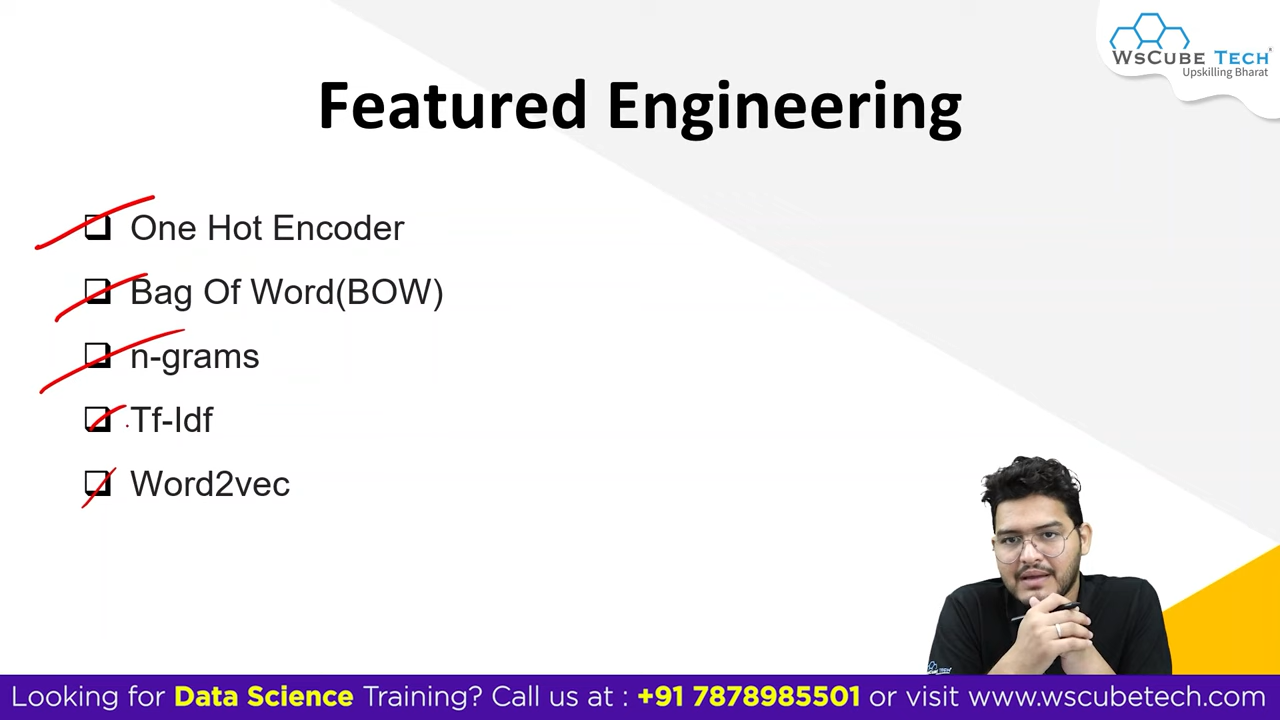 WsCube Tech
Upskilling Bharat
Featured Engineering
One Hot Encoder
Bag Of Word(BOW)
n-grams
Tf-Idf
Word2vec
Looking for Data Science Training? Call us at : +91 7878985501 or visit www.wscubetech.com